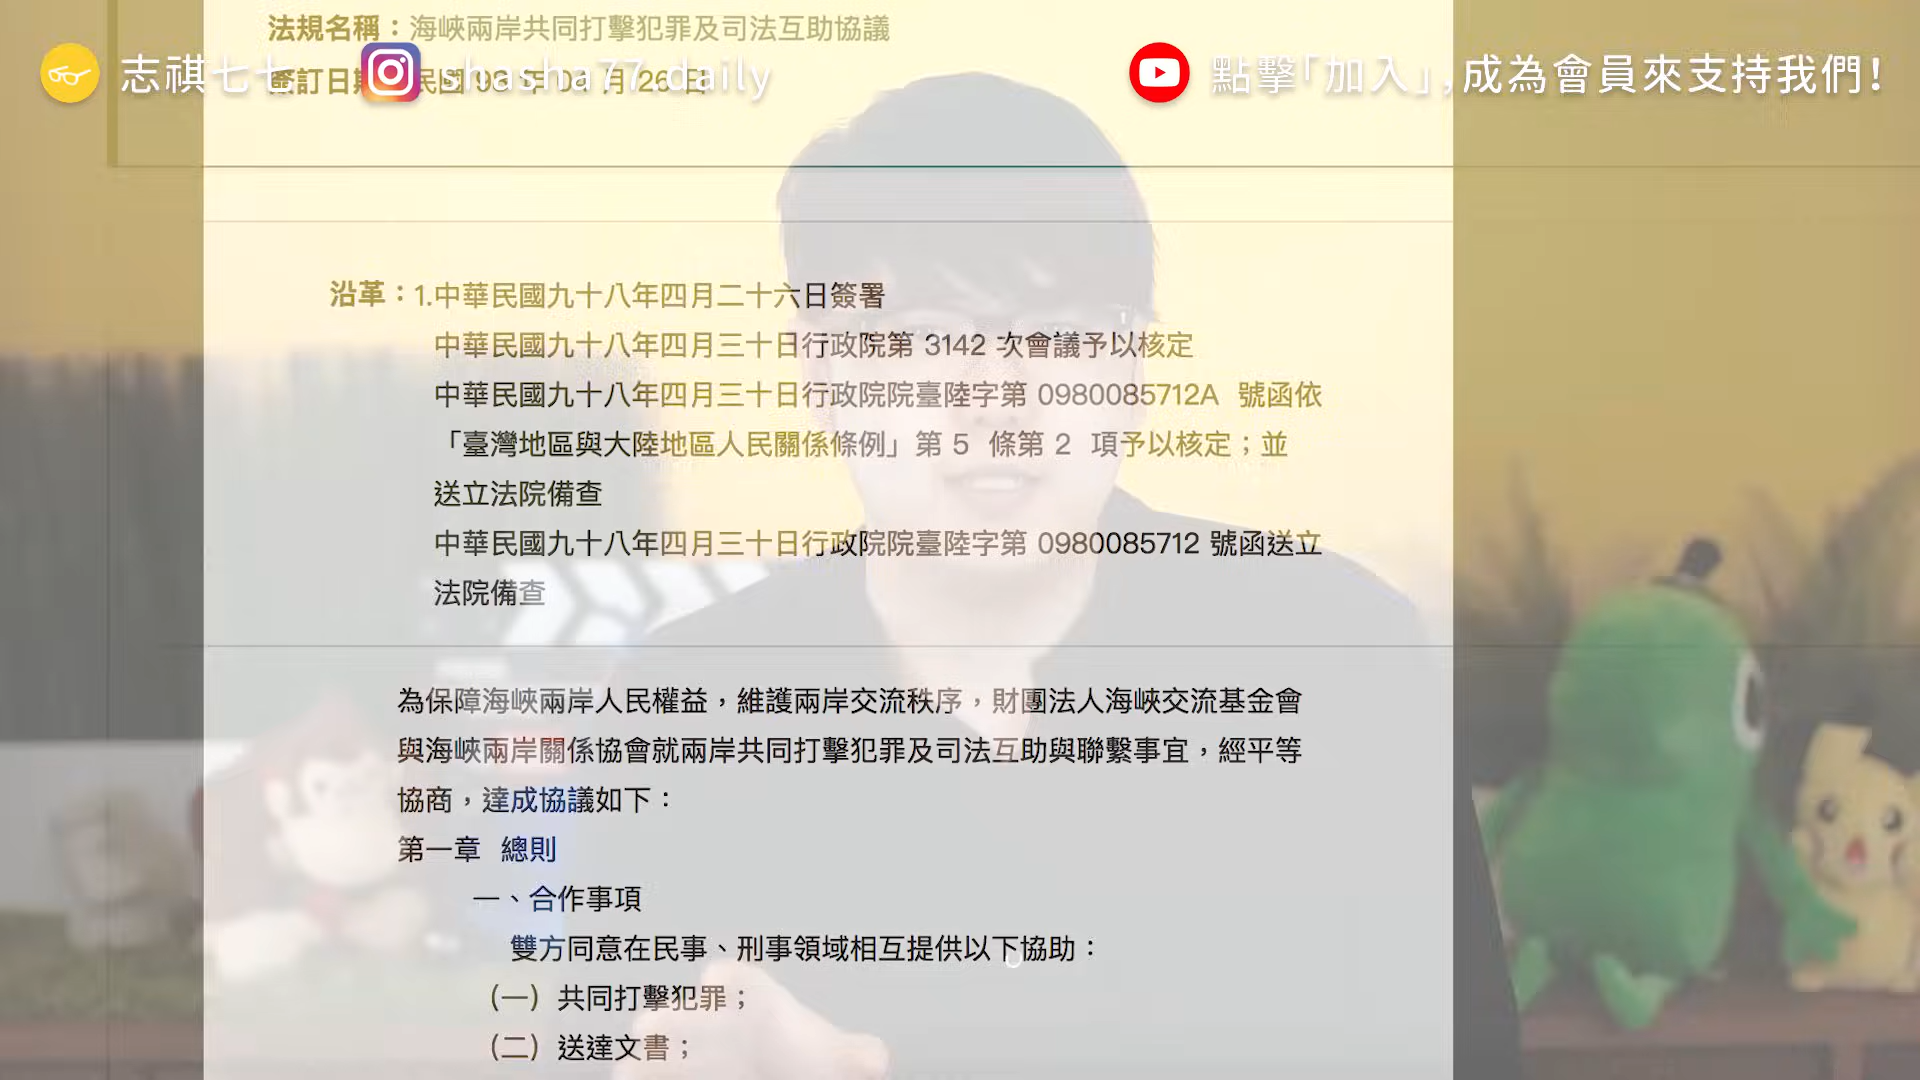 法規名稱：海峽兩岸共同打擊犯罪及司法互助協議
志祺七七
shasha77.daily
點擊「加入」,成為會員來支持我們!
簽訂日期 民國 98 年 04 月 26 日
沿革：1.中華民國九十八年四月二十六日簽署
中華民國九十八年四月三十日行政院第 3142 次會議予以核定
中華民國九十八年四月三十日行政院院臺陸字第 0980085712A 號函依
「臺灣地區與大陸地區人民關係條例」第 5 條第 2 項予以核定；並
送立法院備查
中華民國九十八年四月三十日行政院院臺陸字第 0980085712 號函送立
法院備查
為保障海峽兩岸人民權益，維護兩岸交流秩序，財團法人海峽交流基金會
與海峽兩岸關係協會就兩岸共同打擊犯罪及司法互助與聯繫事宜，經平等
協商，達成協議如下：
第一章 總則
一、合作事項
雙方同意在民事、刑事領域相互提供以下協助：
（一）共同打擊犯罪；
（二）送達文書；